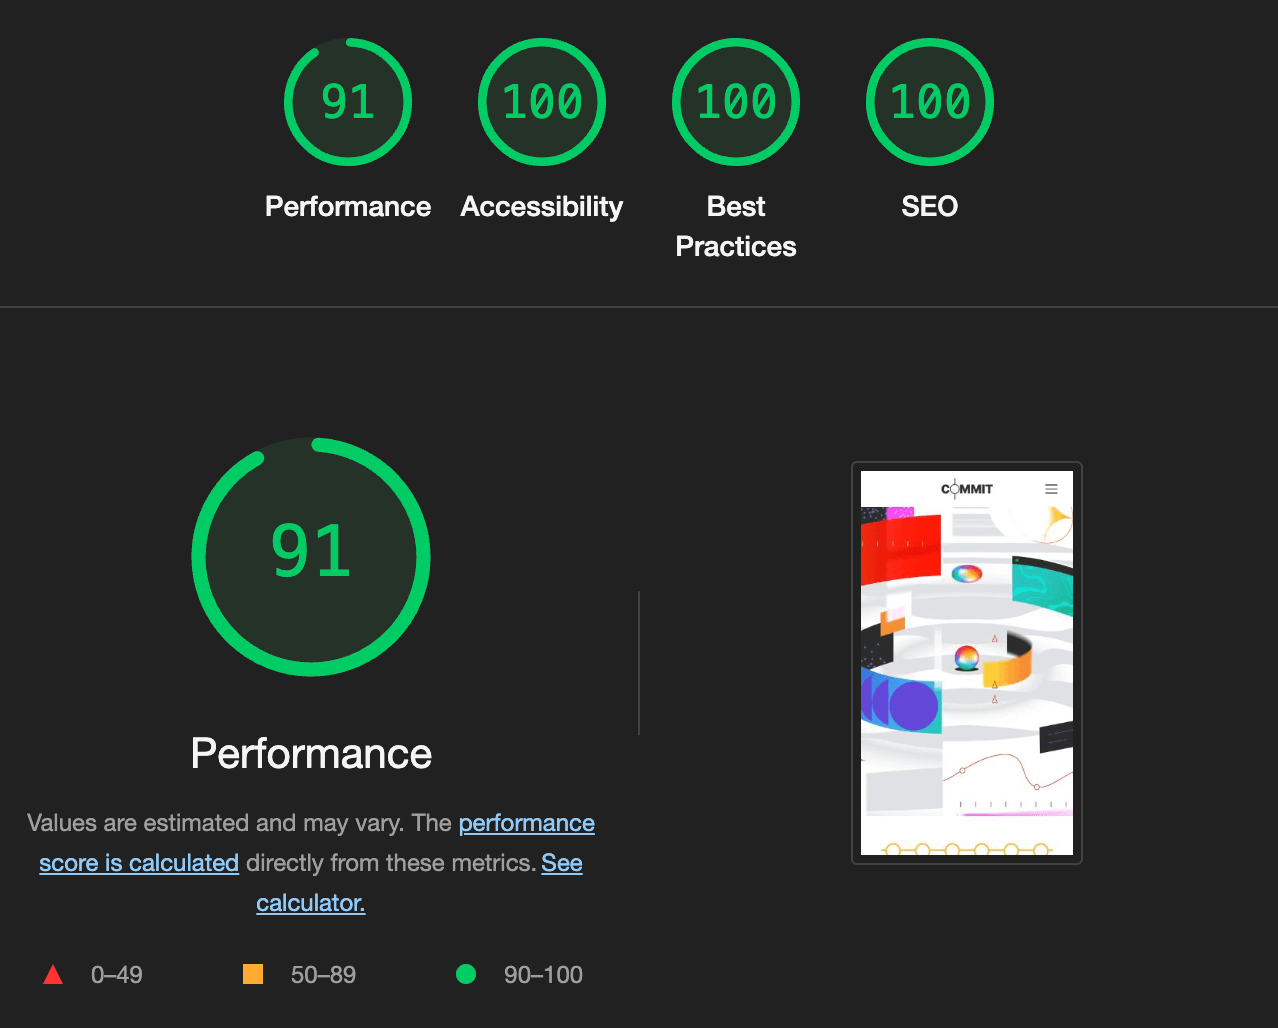 91
100
100
100
Performance
Accessibility
Best
Practices
SEO
91
Performance
Values are estimated and may vary. The performance
score is calculated directly from these metrics. See
calculator.
0–49
50–89
90–100
COMMIT